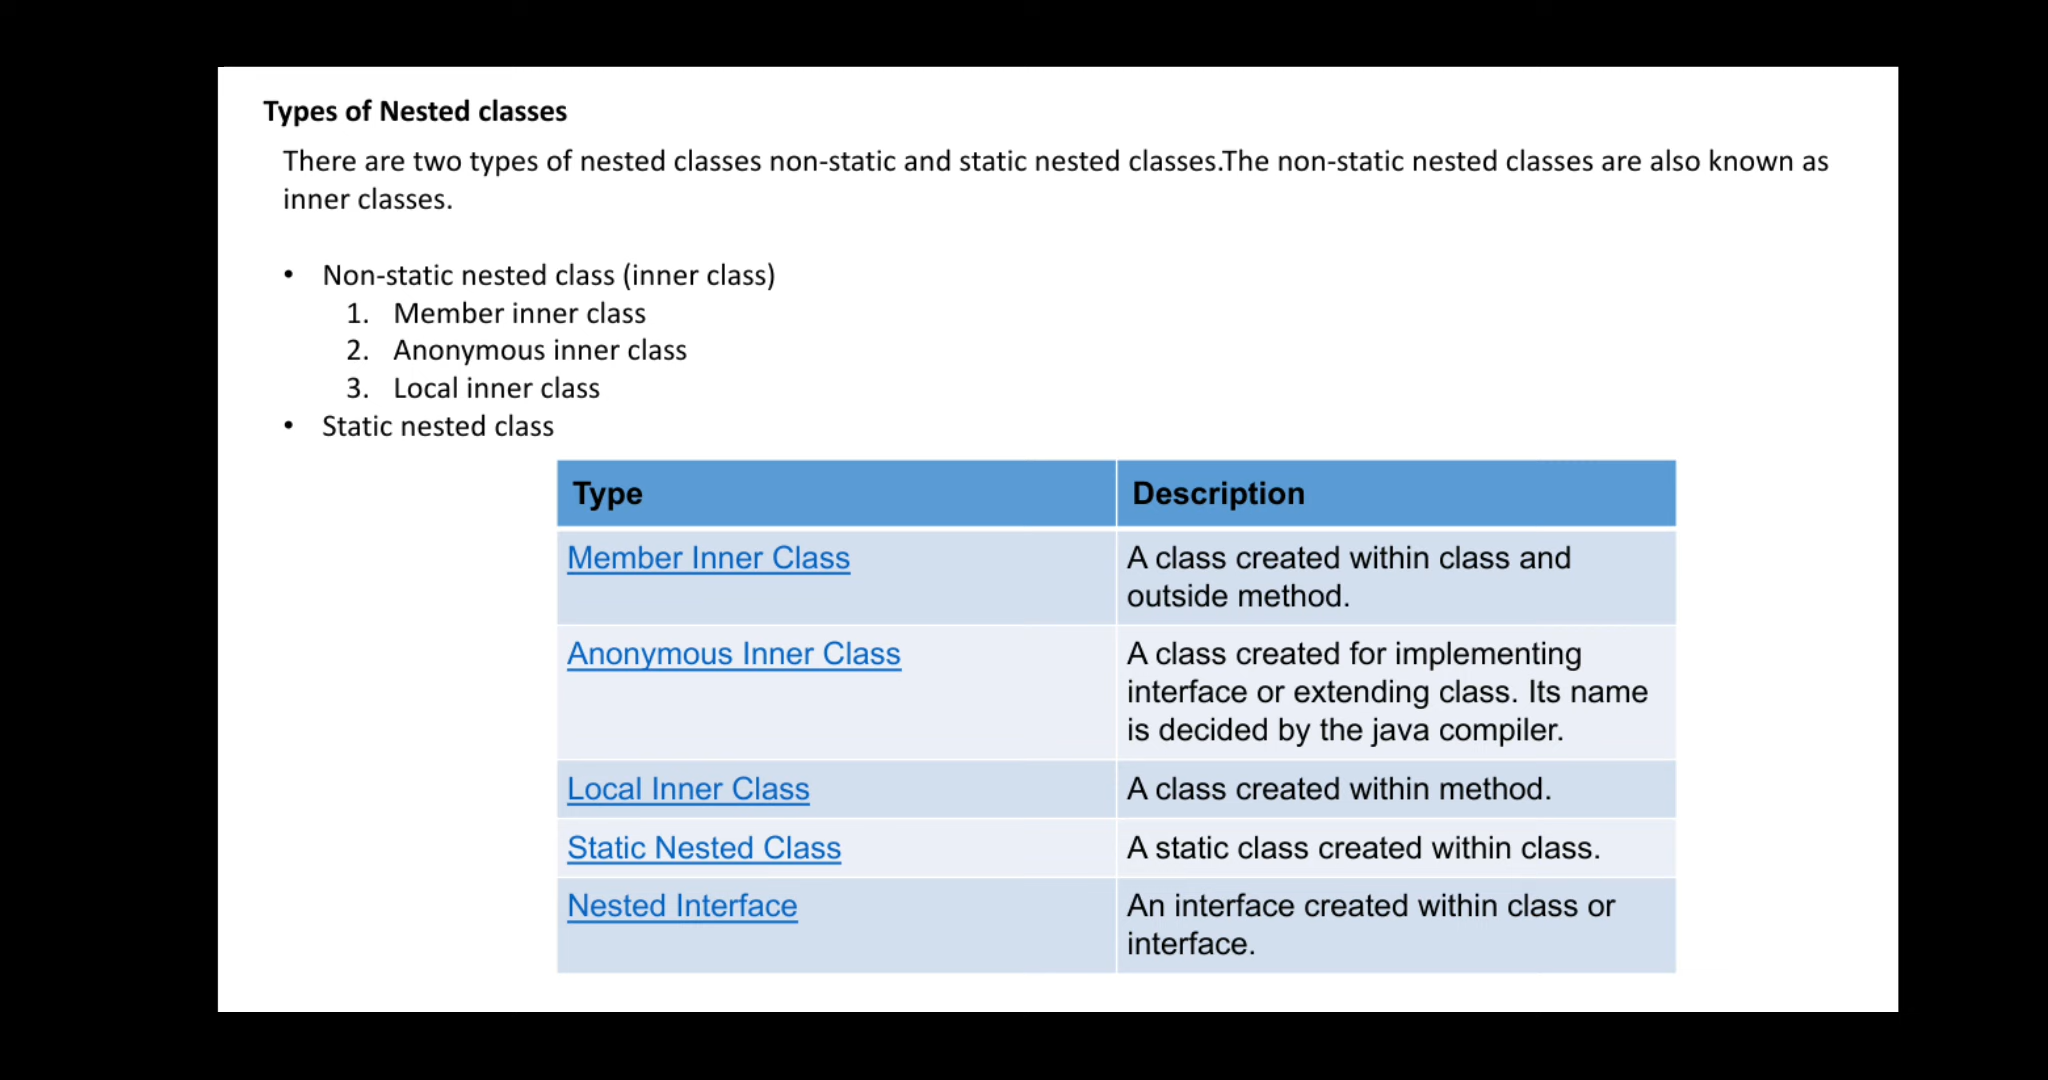 Types of Nested classes
There are two types of nested classes non-static and static nested classes.The non-static nested classes are also known as
inner classes.
• Non-static nested class (inner class)
1. Member inner class
2. Anonymous inner class
3. Local inner class
• Static nested class
Type Description
Member Inner Class A class created within class and
outside method.
Anonymous Inner Class A class created for implementing
interface or extending class. Its name
is decided by the java compiler.
Local Inner Class A class created within method.
Static Nested Class A static class created within class.
Nested Interface An interface created within class or
interface.